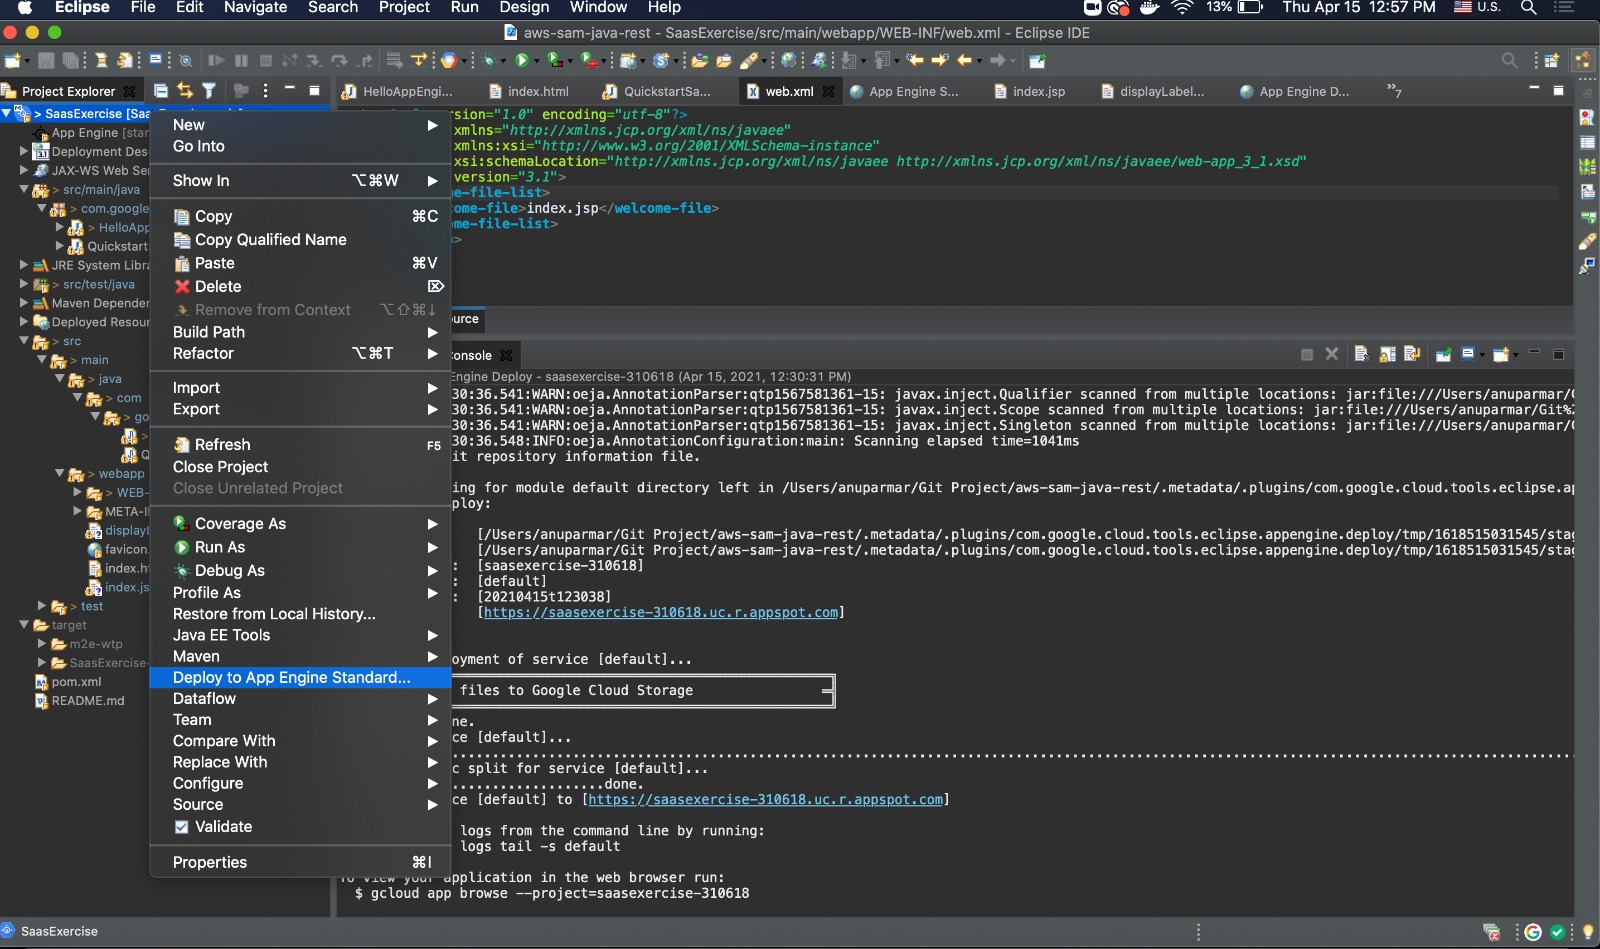 Eclipse File Edit Navigate Search Project Run Design Window Help 13% Thu Apr 15 12:57 PM U.S.
aws-sam-java-rest - SaasExercise/src/main/webapp/WEB-INF/web.xml - Eclipse IDE
Project Explorer
HelloAppEngi... index.html QuickstartSa... web.xml App Engine S... index.jsp displayLabel... App Engine D... »7
> SaasExercise [Saa
App Engine [stan
Deployment Des
JAX-WS Web Ser
> src/main/java
> com.google
> HelloApp
Quickstart
JRE System Libra
> src/test/java
Maven Depender
Deployed Resour
> src
> main
> java
> com
> go
>
Q
> webapp
> WEB-
META-I
displayl
favicon.
index.ht
index.js
> test
target
m2e-wtp
SaasExercise-
pom.xml
README.md
New
Go Into
Show In ⌥⌘W
Copy ⌘C
Copy Qualified Name
Paste ⌘V
Delete ⌦
Remove from Context ⌥⇧⌘↓
Build Path
Refactor ⌥⌘T
Import
Export
Refresh F5
Close Project
Close Unrelated Project
Coverage As
Run As
Debug As
Profile As
Restore from Local History...
Java EE Tools
Maven
Deploy to App Engine Standard...
Dataflow
Team
Compare With
Replace With
Configure
Source
Validate
Properties ⌘I
sion="1.0" encoding="utf-8"?>
xmlns="http://xmlns.jcp.org/xml/ns/javaee"
xmlns:xsi="http://www.w3.org/2001/XMLSchema-instance"
xsi:schemaLocation="http://xmlns.jcp.org/xml/ns/javaee http://xmlns.jcp.org/xml/ns/javaee/web-app_3_1.xsd"
version="3.1">
e-file-list>
come-file>index.jsp</welcome-file>
me-file-list>
>
ource
onsole
Engine Deploy - saasexercise-310618 (Apr 15, 2021, 12:30:31 PM)
30:36.541:WARN:oeja.AnnotationParser:qtp1567581361-15: javax.inject.Qualifier scanned from multiple locations: jar:file:///Users/anuparmar/G
30:36.541:WARN:oeja.AnnotationParser:qtp1567581361-15: javax.inject.Scope scanned from multiple locations: jar:file:///Users/anuparmar/Git%2
30:36.541:WARN:oeja.AnnotationParser:qtp1567581361-15: javax.inject.Singleton scanned from multiple locations: jar:file:///Users/anuparmar/G
30:36.548:INFO:oeja.AnnotationConfiguration:main: Scanning elapsed time=1041ms
it repository information file.
ing for module default directory left in /Users/anuparmar/Git Project/aws-sam-java-rest/.metadata/.plugins/com.google.cloud.tools.eclipse.ap
ploy:
[/Users/anuparmar/Git Project/aws-sam-java-rest/.metadata/.plugins/com.google.cloud.tools.eclipse.appengine.deploy/tmp/1618515031545/stag
[/Users/anuparmar/Git Project/aws-sam-java-rest/.metadata/.plugins/com.google.cloud.tools.eclipse.appengine.deploy/tmp/1618515031545/stag
: [saasexercise-310618]
: [default]
: [20210415t123038]
[https://saasexercise-310618.uc.r.appspot.com]
oyment of service [default]...
files to Google Cloud Storage
ne.
ce [default]...
c split for service [default]...
...................done.
ce [default] to [https://saasexercise-310618.uc.r.appspot.com]
logs from the command line by running:
logs tail -s default
To view your application in the web browser run:
$ gcloud app browse --project=saasexercise-310618
SaasExercise